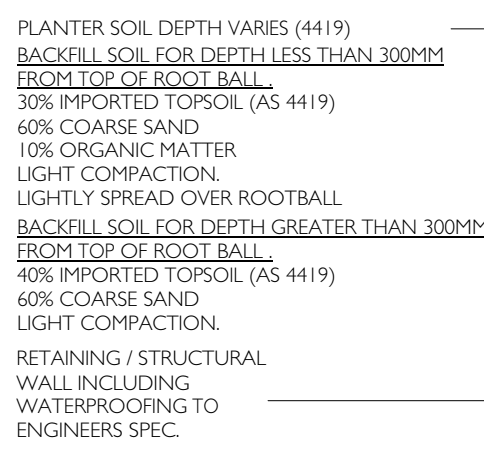 PLANTER SOIL DEPTH VARIES (4419)
BACKFILL SOIL FOR DEPTH LESS THAN 300MM
FROM TOP OF ROOT BALL .
30% IMPORTED TOPSOIL (AS 4419)
60% COARSE SAND
10% ORGANIC MATTER
LIGHT COMPACTION.
LIGHTLY SPREAD OVER ROOTBALL
BACKFILL SOIL FOR DEPTH GREATER THAN 300MM
FROM TOP OF ROOT BALL .
40% IMPORTED TOPSOIL (AS 4419)
60% COARSE SAND
LIGHT COMPACTION.
RETAINING / STRUCTURAL
WALL INCLUDING
WATERPROOFING TO
ENGINEERS SPEC.